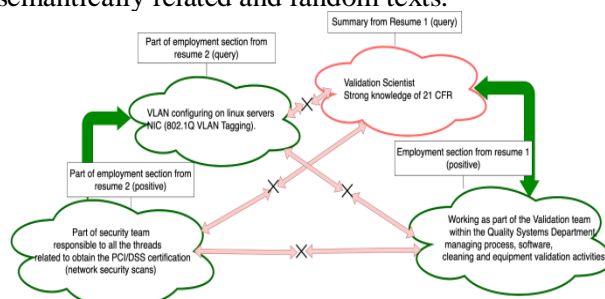 semantically related and random texts.
Summary from Resume 1 (query)
Part of employment section from
resume 2 (query)
Validation Scientist
Strong knowledge of 21 CFR
VLAN configuring on linux servers
NIC (802.1Q VLAN Tagging).
Employment section from resume 1
(positive)
Part of employment section from
resume 2 (positive)
Part of security team
responsible to all the threads
related to obtain the PCI/DSS certification
(network security scans)
Working as part of the Validation team
within the Quality Systems Department
managing process, software,
cleaning and equipment validation activities